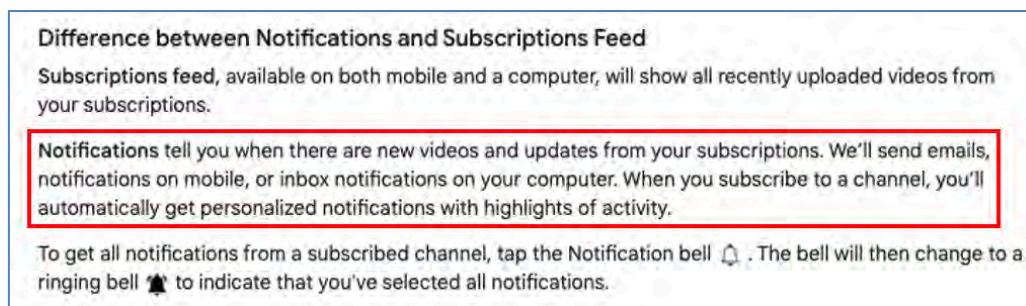 Difference between Notifications and Subscriptions Feed
Subscriptions feed, available on both mobile and a computer, will show all recently uploaded videos from
your subscriptions.
Notifications tell you when there are new videos and updates from your subscriptions. We'll send emails,
notifications on mobile, or inbox notifications on your computer. When you subscribe to a channel, you'll
automatically get personalized notifications with highlights of activity.
To get all notifications from a subscribed channel, tap the Notification bell . The bell will then change to a
ringing bell to indicate that you've selected all notifications.